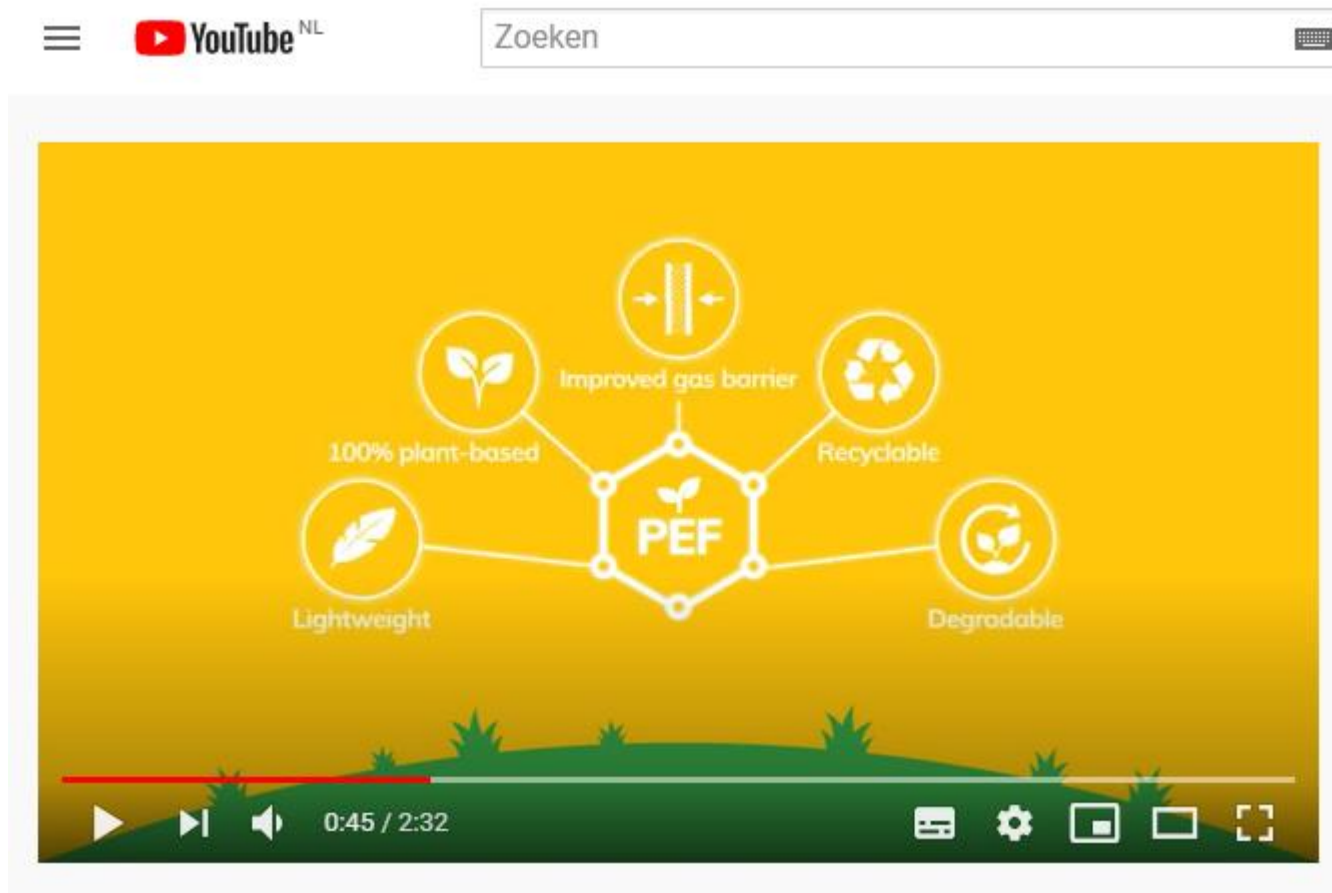 YouTube NL
Zoeken
Improved gas barrier
100% plant-based
Recyclable
PEF
Lightweight
Degradable
0:45 / 2:32